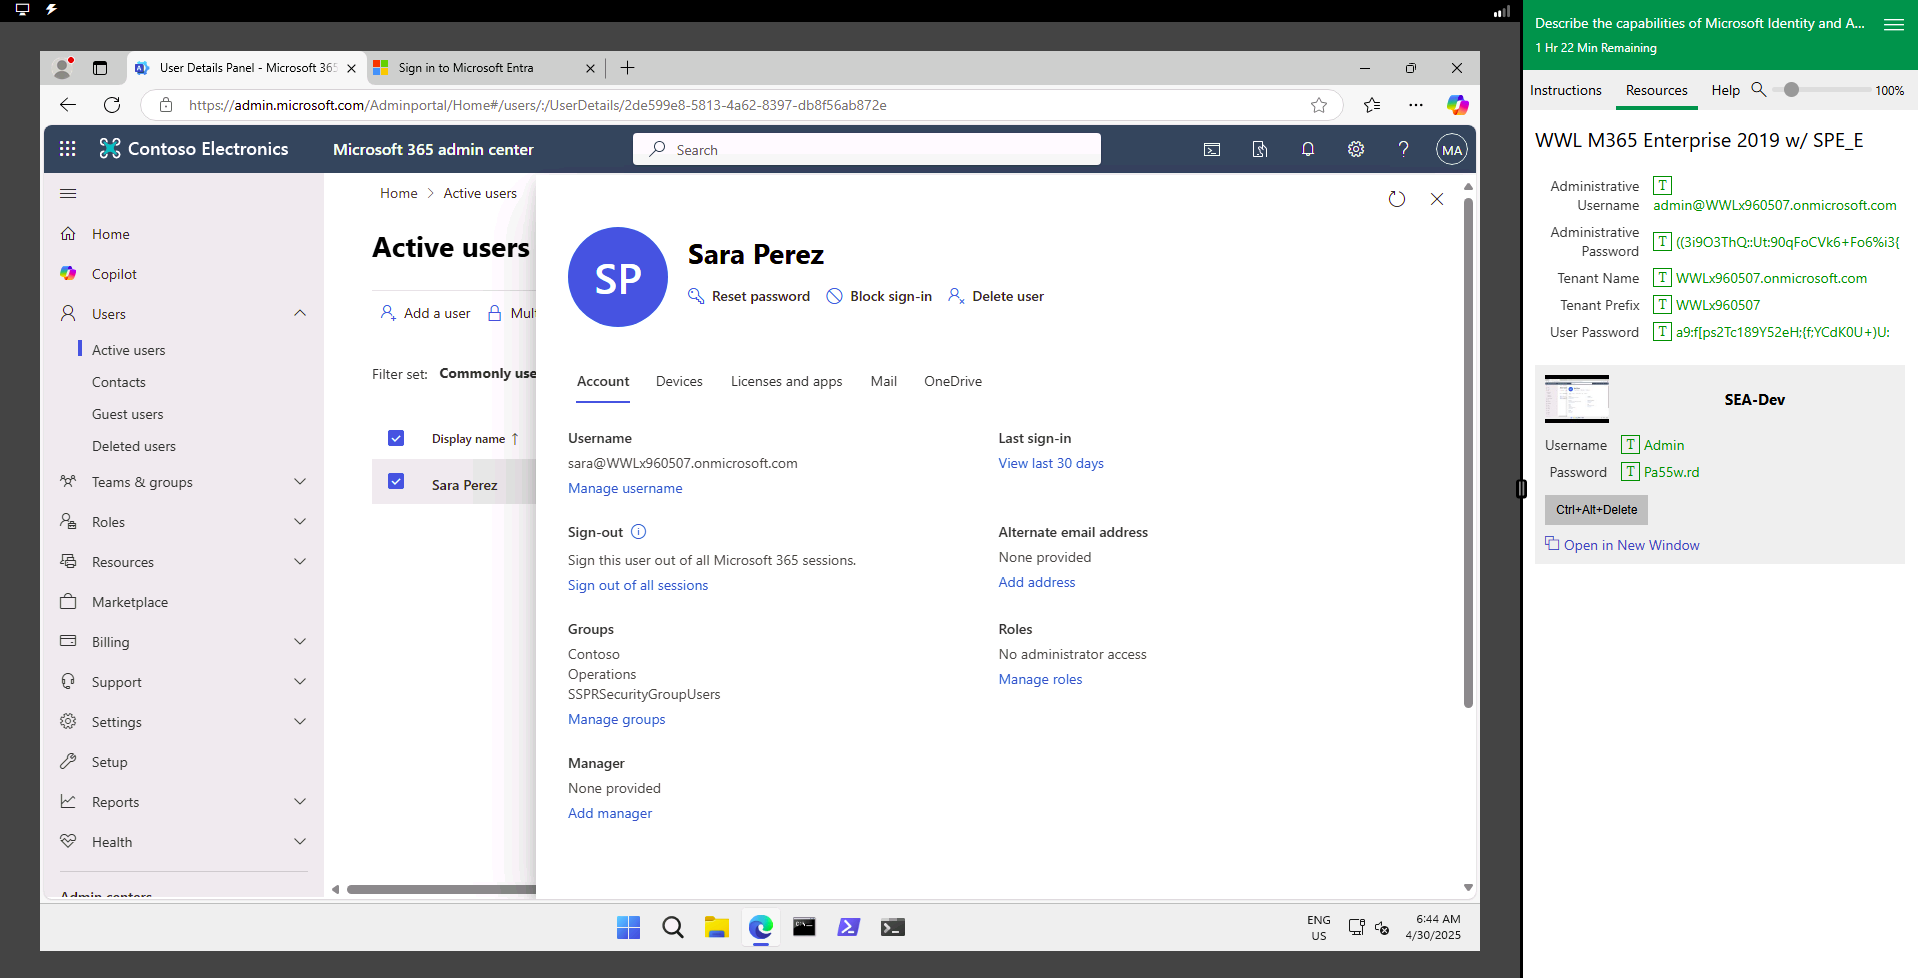 User Details Panel - Microsoft 365
Sign in to Microsoft Entra
https://admin.microsoft.com/Adminportal/Home#/users/:/UserDetails/2de599e8-5813-4a62-8397-db8f56ab872e
Contoso Electronics
Microsoft 365 admin center
Search
MA
Home
Copilot
Users
Active users
Contacts
Guest users
Deleted users
Teams & groups
Roles
Resources
Marketplace
Billing
Support
Settings
Setup
Reports
Health
Admin centers
Home > Active users
Active users
Add a user
Mult
Filter set: Commonly use
Display name ↑
Sara Perez
SP
Sara Perez
Reset password
Block sign-in
Delete user
Account
Devices
Licenses and apps
Mail
OneDrive
Username
sara@WWLx960507.onmicrosoft.com
Manage username
Last sign-in
View last 30 days
Sign-out
Sign this user out of all Microsoft 365 sessions.
Sign out of all sessions
Alternate email address
None provided
Add address
Groups
Contoso
Operations
SSPRSecurityGroupUsers
Manage groups
Roles
No administrator access
Manage roles
Manager
None provided
Add manager
ENG
US
6:44 AM
4/30/2025
Describe the capabilities of Microsoft Identity and A...
1 Hr 22 Min Remaining
Instructions
Resources
Help
100%
WWL M365 Enterprise 2019 w/ SPE_E
Administrative Username
T admin@WWLx960507.onmicrosoft.com
Administrative Password
T ((3i9O3ThQ::Ut:90qFoCVk6+Fo6%i3{
Tenant Name T WWLx960507.onmicrosoft.com
Tenant Prefix T WWLx960507
User Password T a9:f[ps2Tc189Y52eH;{f;YCdK0U+)U:
SEA-Dev
Username T Admin
Password T Pa55w.rd
Ctrl+Alt+Delete
Open in New Window